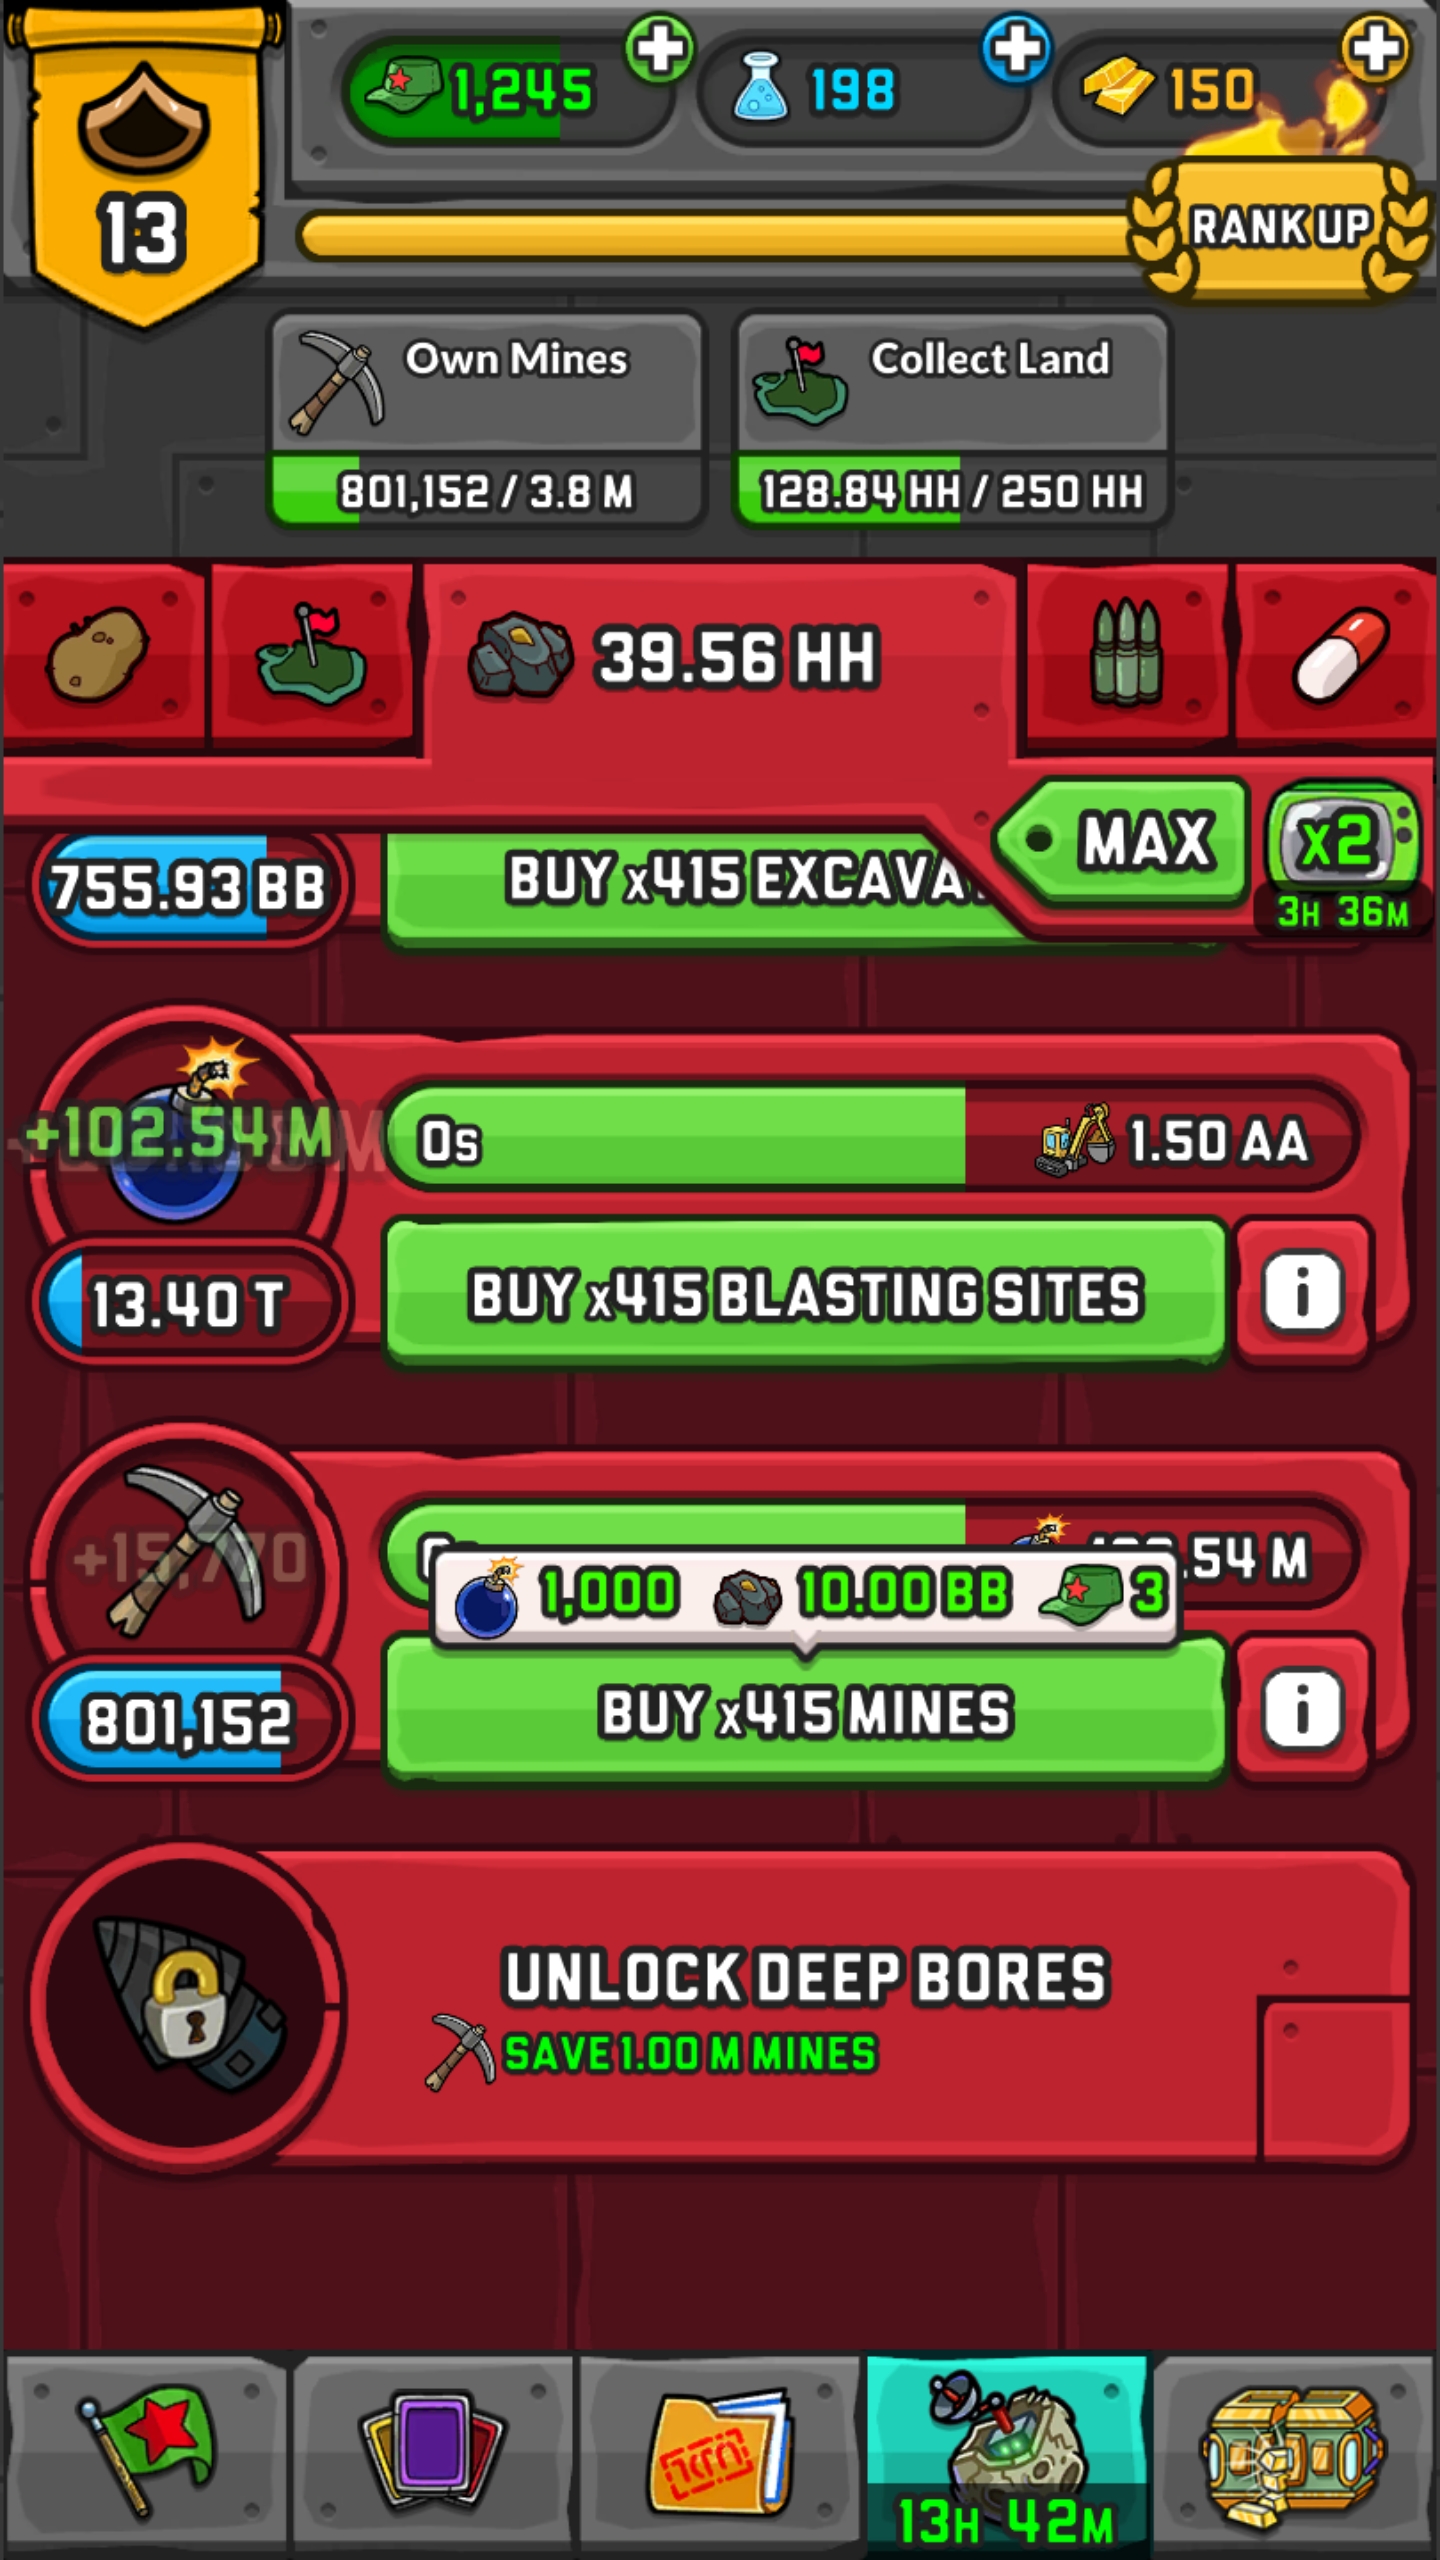 1,245
198
150
13
RANK UP
Own Mines
Collect Land
801,152 / 3.8 M
128.84 HH / 250 HH
39.56 HH
MAX
x2
3H 36M
755.93 BB
BUY x415
+102.54 M
0s
1.50 AA
13.40 T
BUY x415 BLASTING SITES
i
+15,770
.54 M
1,000
10.00 BB
3
801,152
BUY x415 MINES
i
UNLOCK DEEP BORES
SAVE 1.00 M MINES
13H 42M